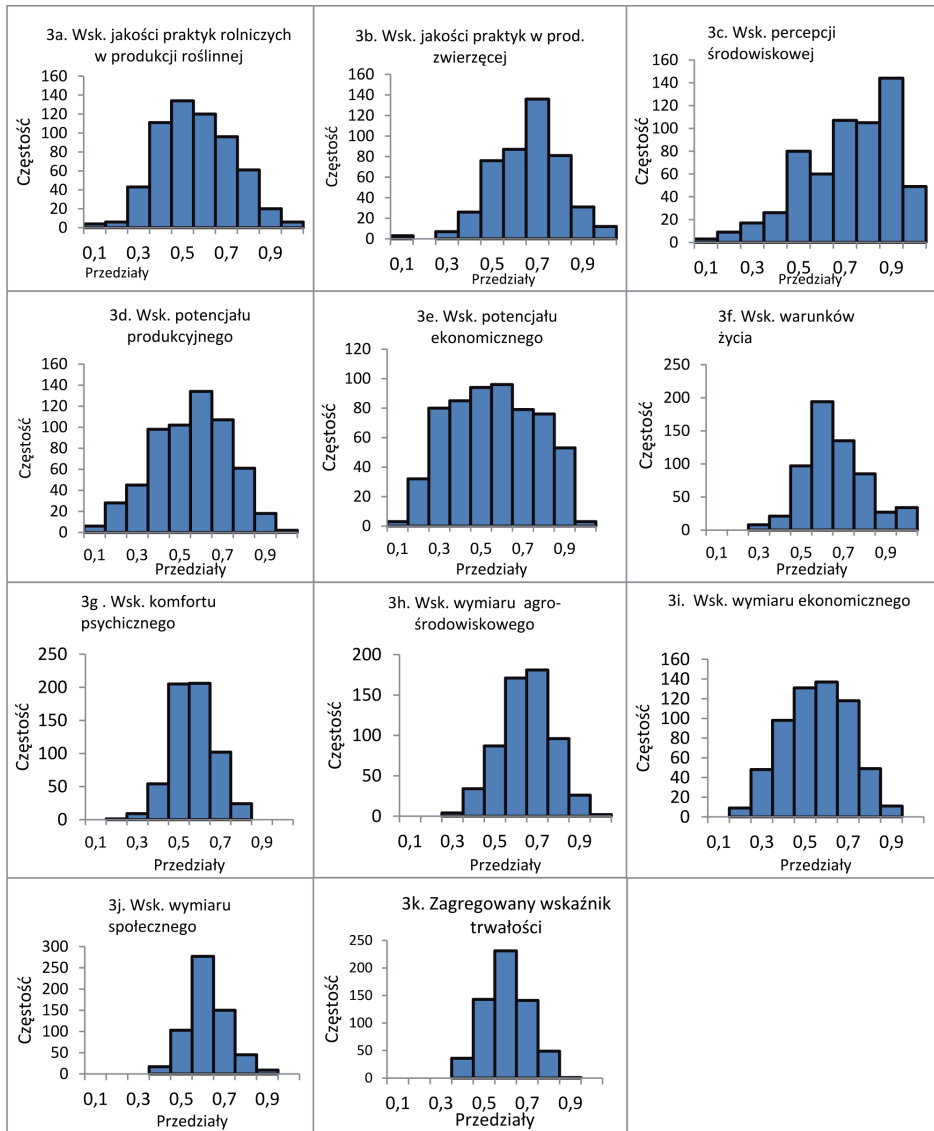 3a. Wsk. jakości praktyk rolniczych
w produkcji roślinnej
Częstość
160
140
120
100
80
60
40
20
0
0,1 0,3 0,5 0,7 0,9
Przedziały
3b. Wsk. jakości praktyk w prod.
zwierzęcej
Częstość
160
140
120
100
80
60
40
20
0
0,1 0,3 0,5 0,7 0,9
Przedziały
3c. Wsk. percepcji
środowiskowej
Częstość
160
140
120
100
80
60
40
20
0
0,1 0,3 0,5 0,7 0,9
Przedziały
3d. Wsk. potencjału
produkcyjnego
Częstość
160
140
120
100
80
60
40
20
0
0,1 0,3 0,5 0,7 0,9
Przedziały
3e. Wsk. potencjału
ekonomicznego
Częstość
120
100
80
60
40
20
0
0,1 0,3 0,5 0,7 0,9
Przedziały
3f. Wsk. warunków
życia
Częstość
250
200
150
100
50
0
0,1 0,3 0,5 0,7 0,9
Przedziały
3g . Wsk. komfortu
psychicznego
Częstość
250
200
150
100
50
0
0,1 0,3 0,5 0,7 0,9
Przedziały
3h. Wsk. wymiaru agro-
środowiskowego
Częstość
200
150
100
50
0
0,1 0,3 0,5 0,7 0,9
Przedziały
3i. Wsk. wymiaru ekonomicznego
Częstość
160
140
120
100
80
60
40
20
0
0,1 0,3 0,5 0,7 0,9
Przedziały
3j. Wsk. wymiaru
społecznego
Częstość
300
250
200
150
100
50
0
0,1 0,3 0,5 0,7 0,9
Przedziały
3k. Zagregowany wskaźnik
trwałości
Częstość
250
200
150
100
50
0
0,1 0,3 0,5 0,7 0,9
Przedziały